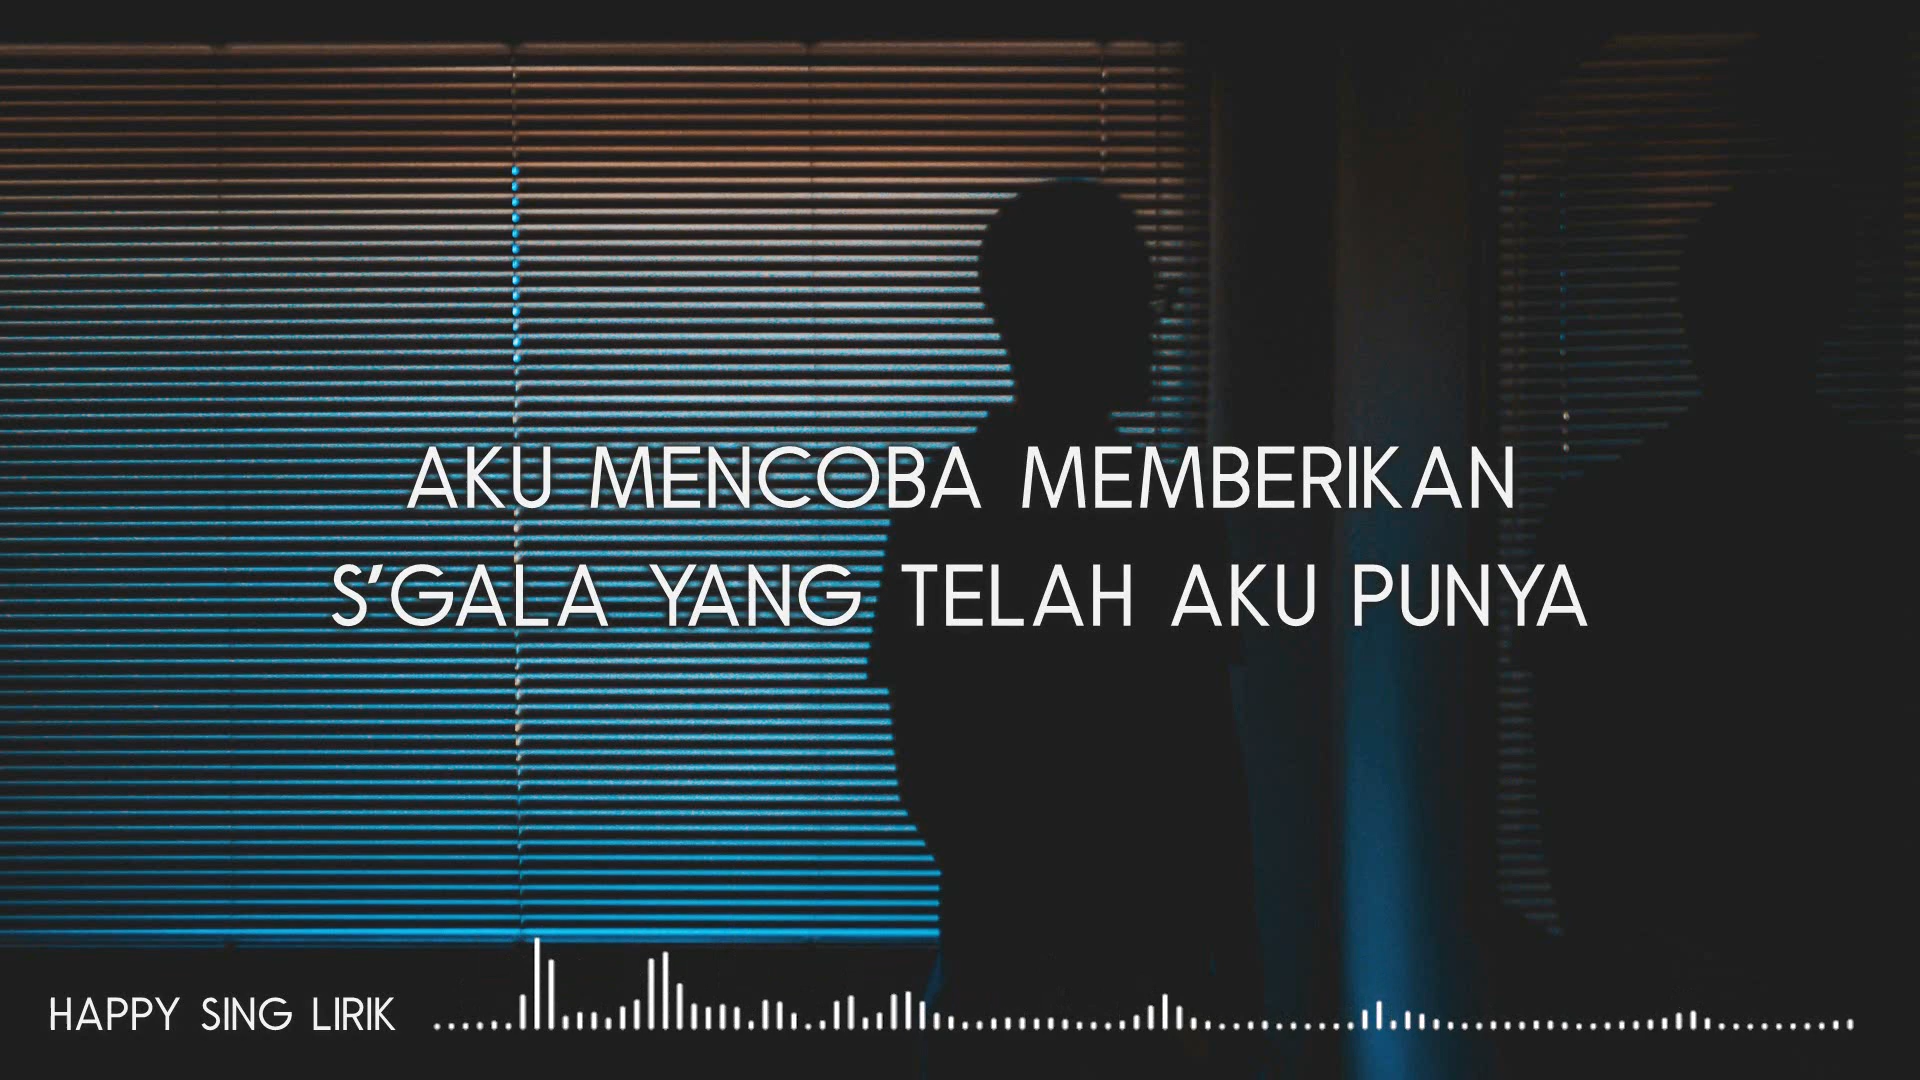 AKU MENCOBA MEMBERIKAN
S'GALA YANG TELAH AKU PUNYA
HAPPY SING LIRIK